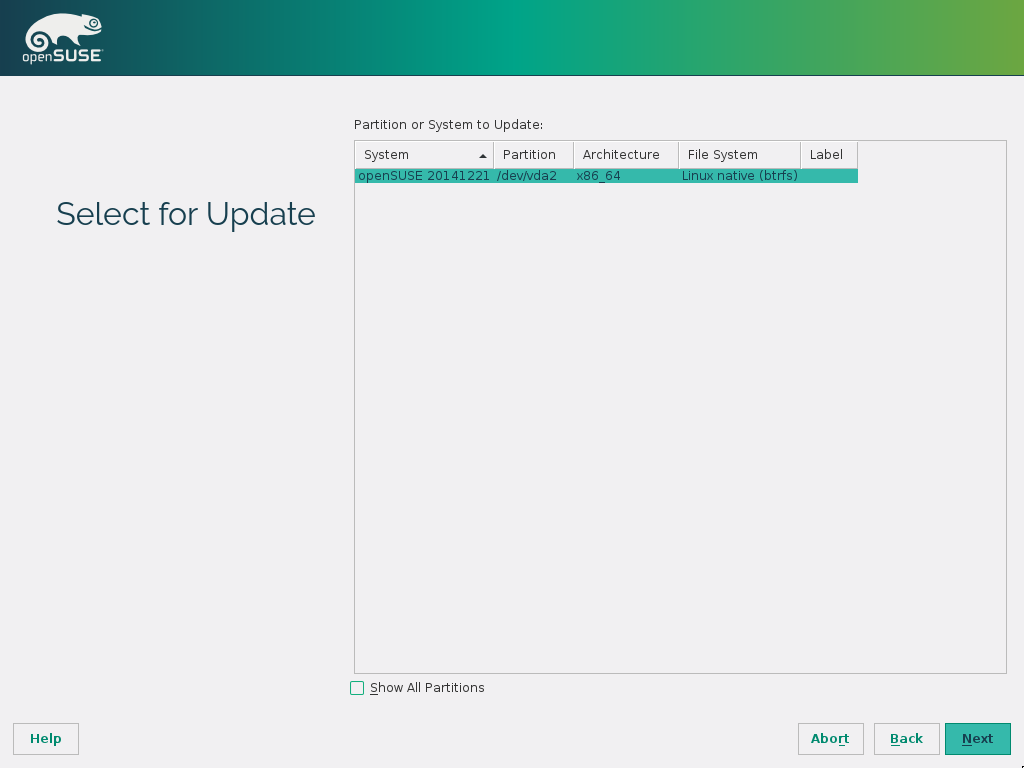 openSUSE
Partition or System to Update:
System Partition Architecture File System Label
openSUSE 20141221 /dev/vda2 x86_64 Linux native (btrfs)
Select for Update
Show All Partitions
Help Abort Back Next